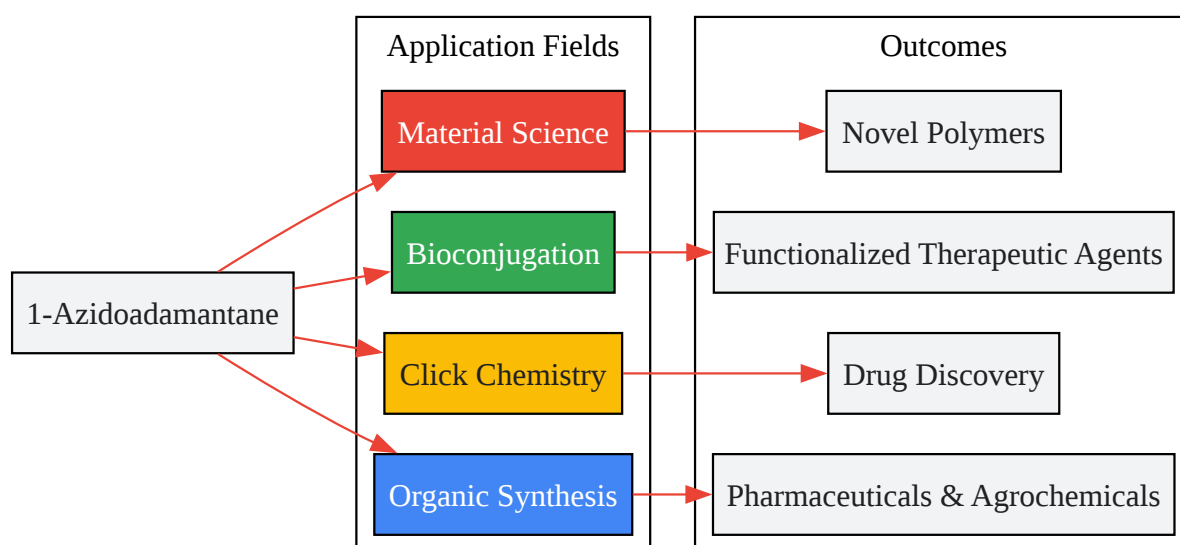 Application Fields
Outcomes
Material Science
Novel Polymers
Bioconjugation
Functionalized Therapeutic Agents
1-Azidoadamantane
Click Chemistry
Drug Discovery
Organic Synthesis
Pharmaceuticals & Agrochemicals